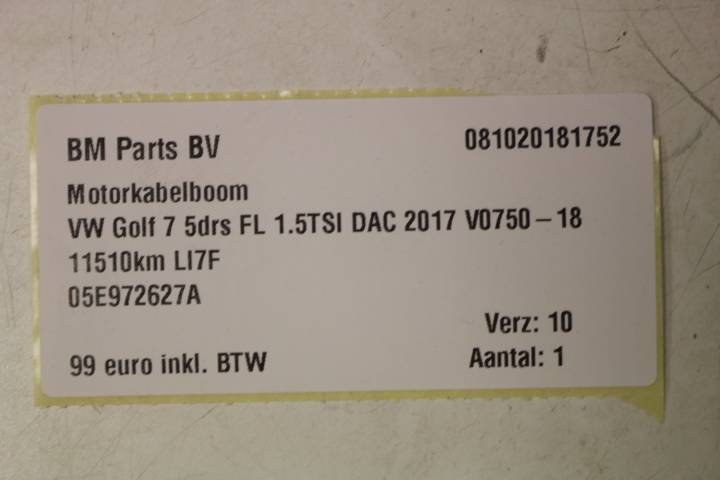 BM Parts BV 081020181752
Motorkabelboom
VW Golf 7 5drs FL 1.5TSI DAC 2017 V0750-18
11510km LI7F
05E972627A
Verz: 10
99 euro inkl. BTW Aantal: 1